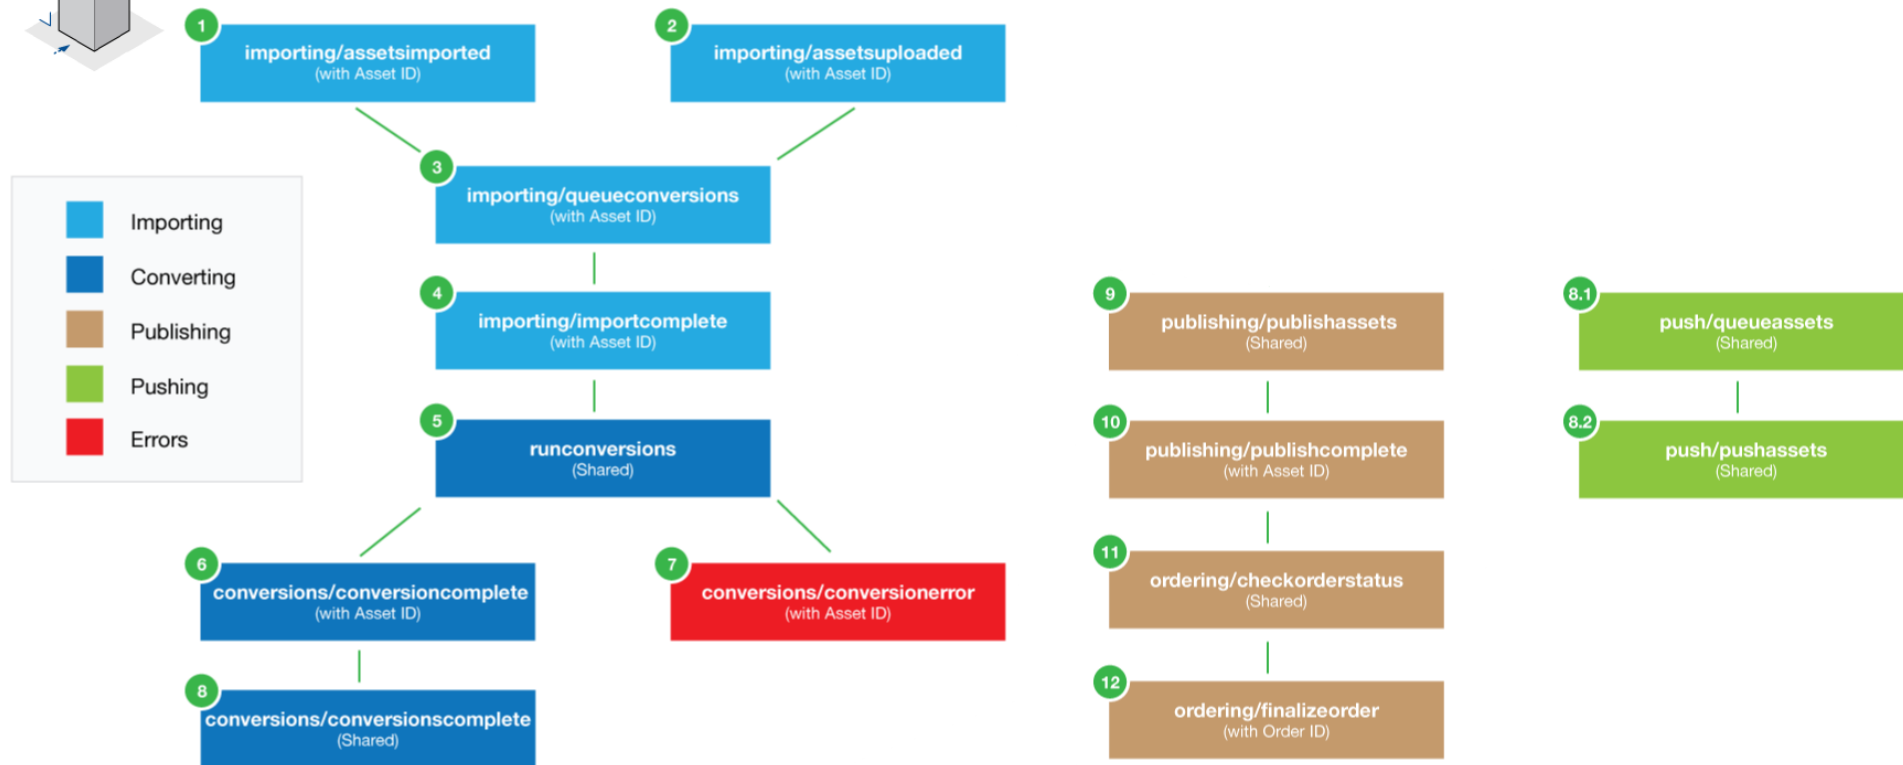 1
importing/assetsimported
(with Asset ID)
2
importing/assetsuploaded
(with Asset ID)
3
importing/queueconversions
(with Asset ID)
Importing
Converting
Publishing
Pushing
Errors
4
importing/importcomplete
(with Asset ID)
5
runconversions
(Shared)
6
conversions/conversioncomplete
(with Asset ID)
7
conversions/conversionerror
(with Asset ID)
8
conversions/conversionscomplete
(Shared)
9
publishing/publishassets
(Shared)
10
publishing/publishcomplete
(with Asset ID)
11
ordering/checkorderstatus
(Shared)
12
ordering/finalizeorder
(with Order ID)
8.1
push/queueassets
(Shared)
8.2
push/pushassets
(Shared)